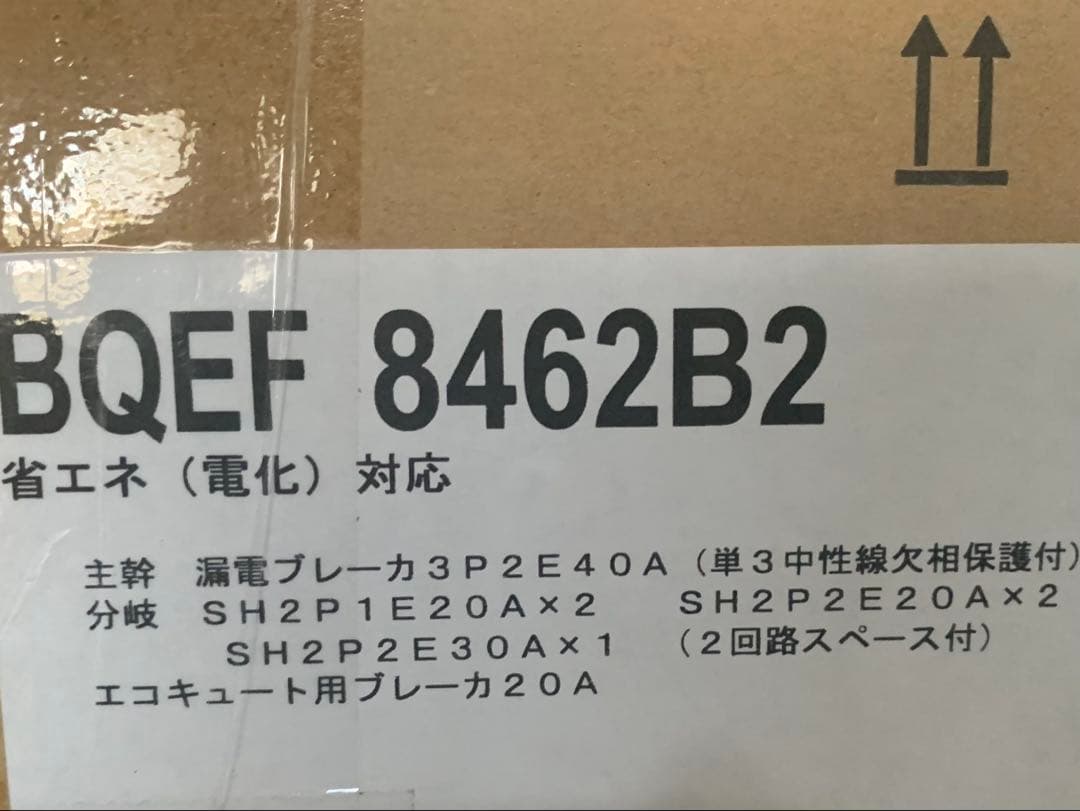 BQEF 8462B2
省エネ（電化）対応
主幹　漏電ブレーカ３Ｐ２Ｅ４０Ａ（単３中性線欠相保護付）
分岐　ＳＨ２Ｐ１Ｅ２０Ａ×２　　ＳＨ２Ｐ２Ｅ２０Ａ×２
ＳＨ２Ｐ２Ｅ３０Ａ×１　　（２回路スペース付）
エコキュート用ブレーカ２０Ａ